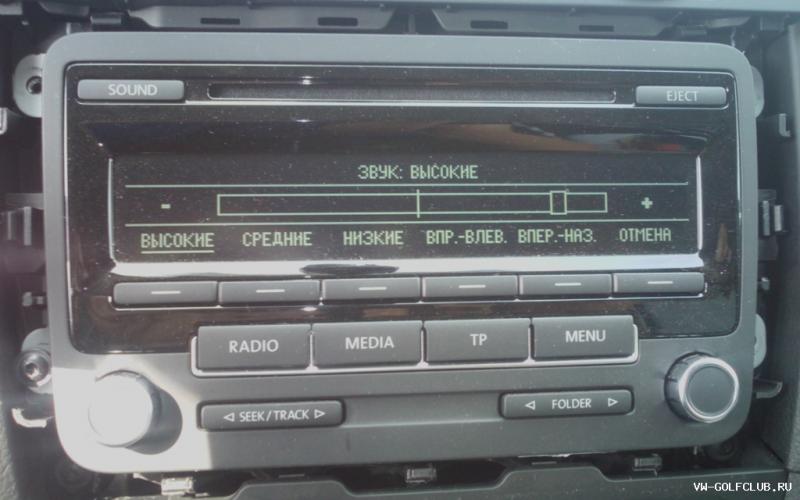 SOUND
EJECT
ЗВУК: ВЫСОКИЕ
- +
ВЫСОКИЕ СРЕДНИЕ НИЗКИЕ ВПР.-ВЛЕВ. ВПЕР.-НАЗ. ОТМЕНА
RADIO MEDIA TP MENU
◁ SEEK/TRACK ▷ ◁ FOLDER ▷
VW-GOLFCLUB.RU